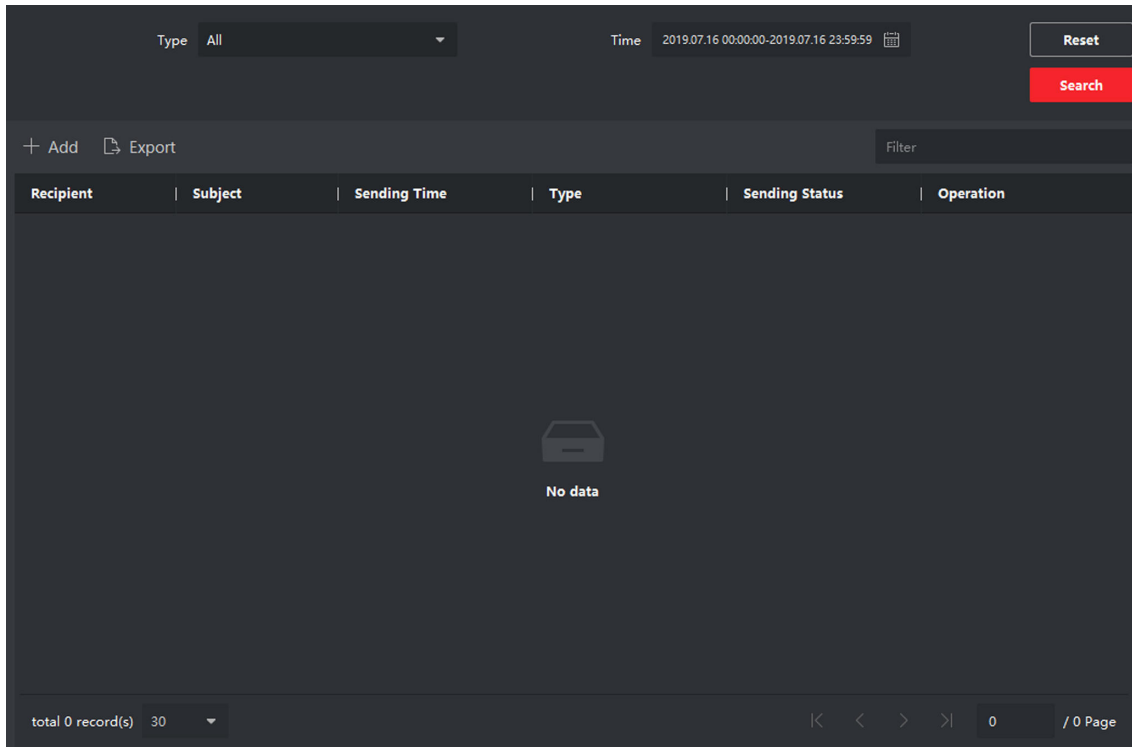 Type All Time 2019.07.16 00:00:00-2019.07.16 23:59:59 Reset
Search
Add Export Filter
Recipient Subject Sending Time Type Sending Status Operation
No data
total 0 record(s) 30 0 / 0 Page